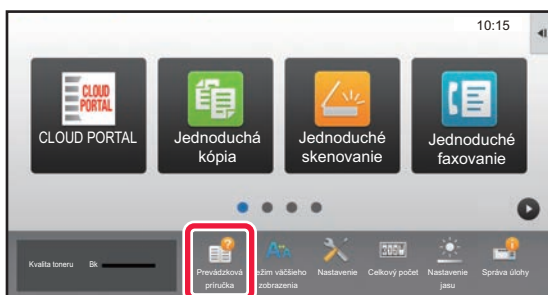 10:15
CLOUD
PORTAL
CLOUD PORTAL
Jednoduchá
kópia
Jednoduché
skenovanie
Jednoduché
faxovanie
Kvalita toneru Bk
Prevádzková
príručka
ežim väčšieho
zobrazenia
Nastavenie
Celkový počet
Nastavenie
jasu
Správa úlohy